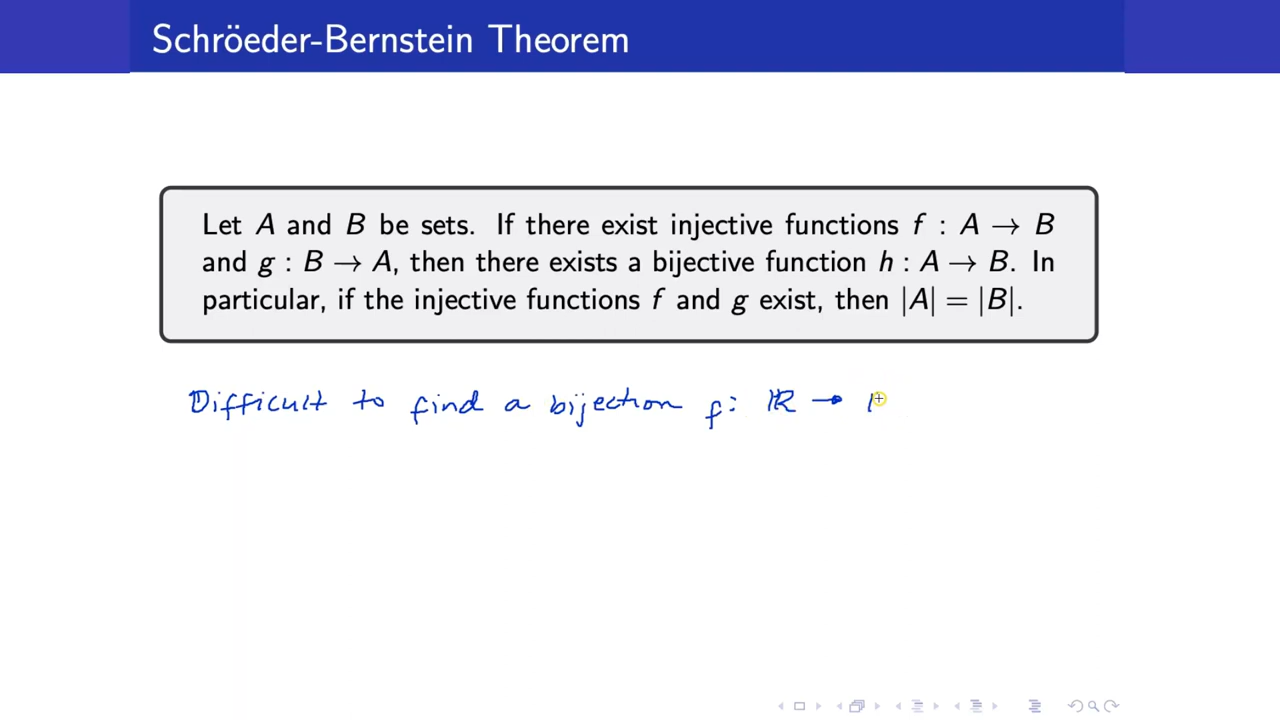 Schröeder-Bernstein Theorem
Let A and B be sets. If there exist injective functions f : A → B
and g : B → A, then there exists a bijective function h : A → B. In
particular, if the injective functions f and g exist, then |A| = |B|.
Difficult to find a bijection f: ℝ →